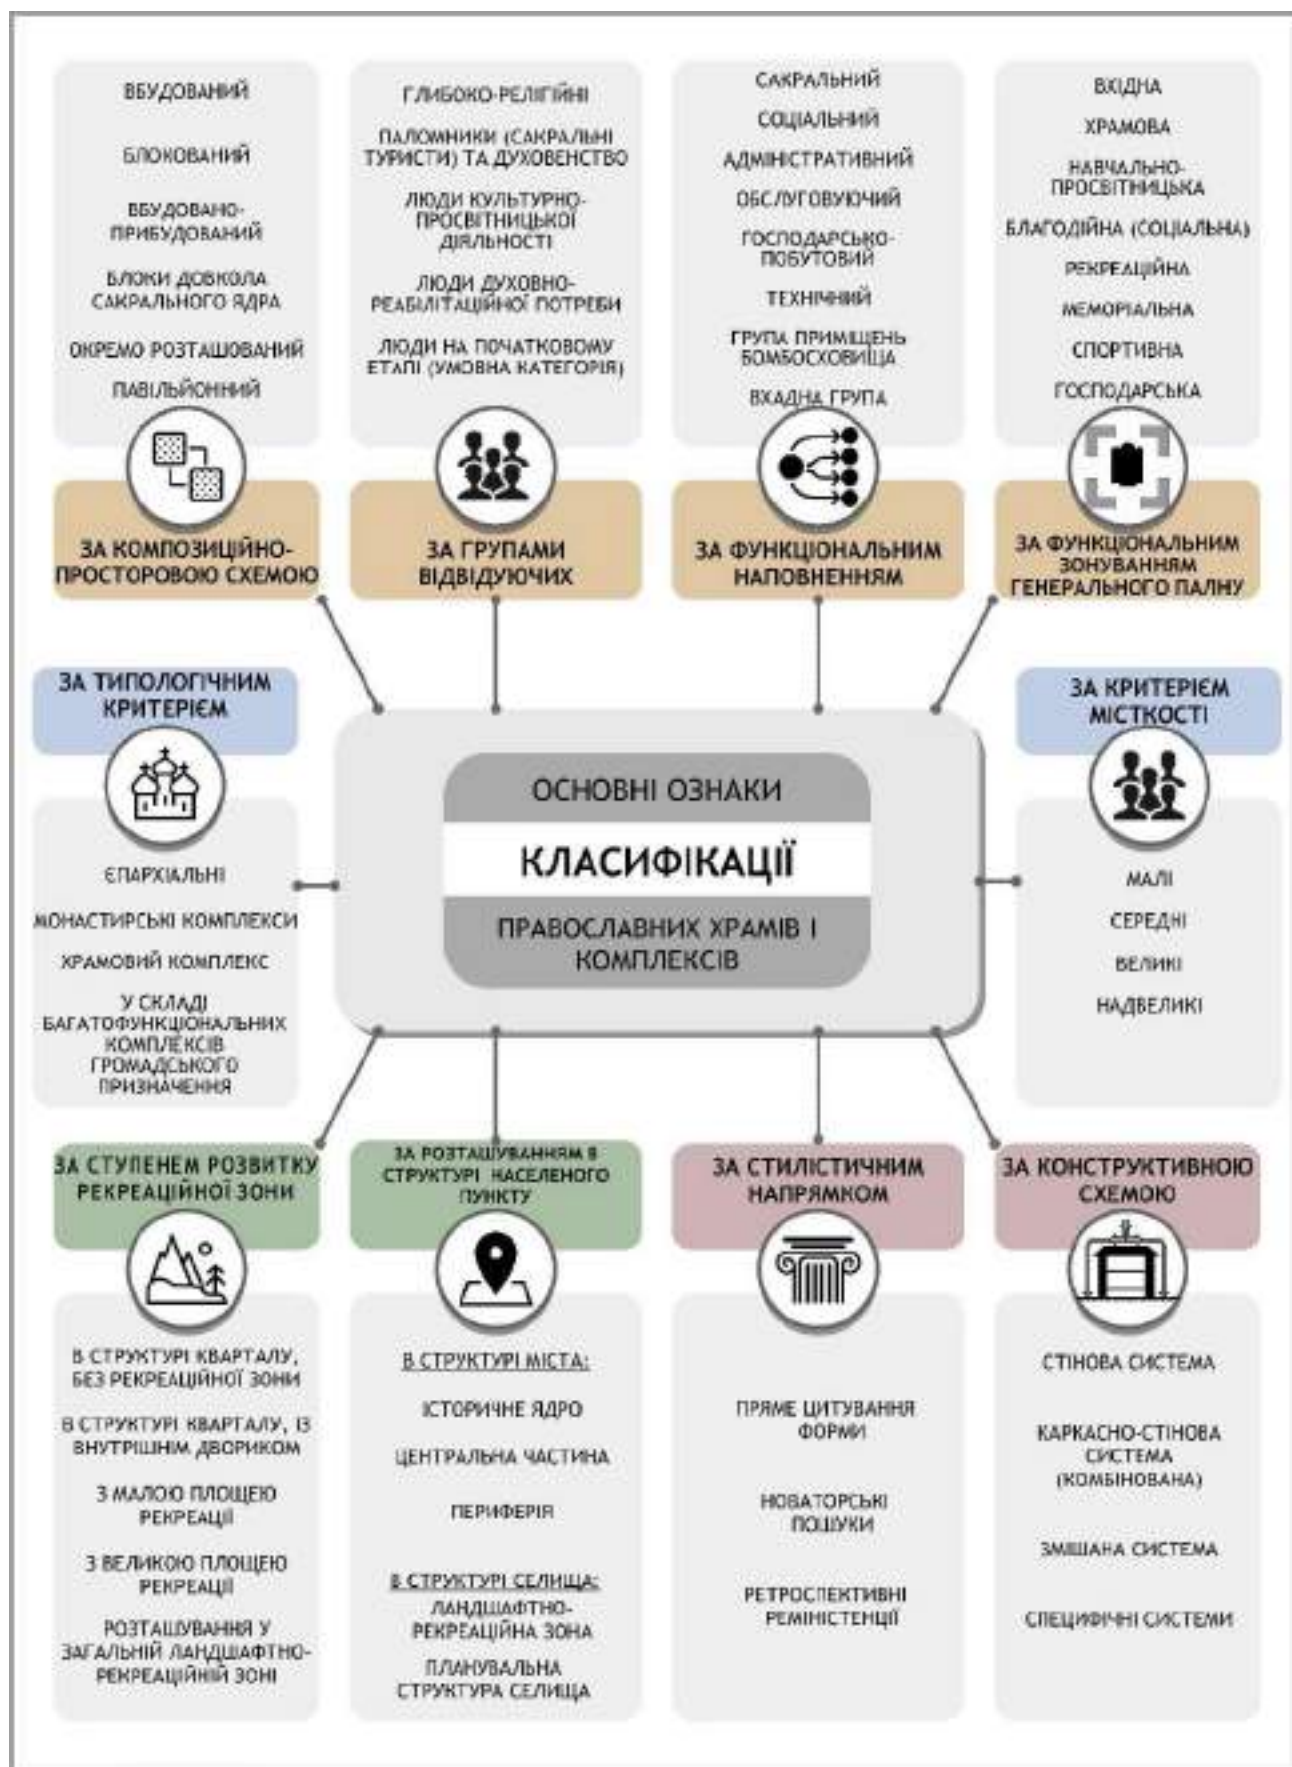 ВБУДОВАНИЙ
БЛОКОВАНИЙ
ВБУДОВАНО-
ПРИБУДОВАНИЙ
БЛОКИ ДОВКОЛА
САКРАЛЬНОГО ЯДРА
ОКРЕМО РОЗТАШОВАНИЙ
ПАВІЛЬЙОННИЙ
ЗА КОМПОЗИЦІЙНО-
ПРОСТОРОВОЮ СХЕМОЮ
ГЛИБОКО-РЕЛІГІЙНІ
ПАЛОМНИКИ (САКРАЛЬНІ
ТУРИСТИ) ТА ДУХОВЕНСТВО
ЛЮДИ КУЛЬТУРНО-
ПРОСВІТНИЦЬКОЇ
ДІЯЛЬНОСТІ
ЛЮДИ ДУХОВНО-
РЕАБІЛІТАЦІЙНОЇ ПОТРЕБИ
ЛЮДИ НА ПОЧАТКОВОМУ
ЕТАПІ (УМОВНА КАТЕГОРІЯ)
ЗА ГРУПАМИ
ВІДВІДУЮЧИХ
САКРАЛЬНИЙ
СОЦІАЛЬНИЙ
АДМІНІСТРАТИВНИЙ
ОБСЛУГОВУЮЧИЙ
ГОСПОДАРСЬКО-
ПОБУТОВИЙ
ТЕХНІЧНИЙ
ГРУПА ПРИМІЩЕНЬ
БОМБОСХОВИЩА
ВХАДНА ГРУПА
ЗА ФУНКЦІОНАЛЬНИМ
НАПОВНЕННЯМ
ВХІДНА
ХРАМОВА
НАВЧАЛЬНО-
ПРОСВІТНИЦЬКА
БЛАГОДІЙНА (СОЦІАЛЬНА)
РЕКРЕАЦІЙНА
МЕМОРІАЛЬНА
СПОРТИВНА
ГОСПОДАРСЬКА
ЗА ФУНКЦІОНАЛЬНИМ
ЗОНУВАННЯМ
ГЕНЕРАЛЬНОГО ПАЛНУ
ЗА ТИПОЛОГІЧНИМ
КРИТЕРІЄМ
ЄПАРХІАЛЬНІ
МОНАСТИРСЬКІ КОМПЛЕКСИ
ХРАМОВИЙ КОМПЛЕКС
У СКЛАДІ
БАГАТОФУНКЦІОНАЛЬНИХ
КОМПЛЕКСІВ
ГРОМАДСЬКОГО
ПРИЗНАЧЕННЯ
ОСНОВНІ ОЗНАКИ
КЛАСИФІКАЦІЇ
ПРАВОСЛАВНИХ ХРАМІВ І
КОМПЛЕКСІВ
ЗА КРИТЕРІЄМ
МІСТКОСТІ
МАЛІ
СЕРЕДНІ
ВЕЛИКІ
НАДВЕЛИКІ
ЗА СТУПЕНЕМ РОЗВИТКУ
РЕКРЕАЦІЙНОЇ ЗОНИ
В СТРУКТУРІ КВАРТАЛУ,
БЕЗ РЕКРЕАЦІЙНОЇ ЗОНИ
В СТРУКТУРІ КВАРТАЛУ, ІЗ
ВНУТРІШНІМ ДВОРИКОМ
З МАЛОЮ ПЛОЩЕЮ
РЕКРЕАЦІЇ
З ВЕЛИКОЮ ПЛОЩЕЮ
РЕКРЕАЦІЇ
РОЗТАШУВАННЯ У
ЗАГАЛЬНІЙ ЛАНДШАФТНО-
РЕКРЕАЦІЙНІЙ ЗОНІ
ЗА РОЗТАШУВАННЯМ В
СТРУКТУРІ НАСЕЛЕНОГО
ПУНКТУ
В СТРУКТУРІ МІСТА:
ІСТОРИЧНЕ ЯДРО
ЦЕНТРАЛЬНА ЧАСТИНА
ПЕРИФЕРІЯ
В СТРУКТУРІ СЕЛИЩА:
ЛАНДШАФТНО-
РЕКРЕАЦІЙНА ЗОНА
ПЛАНУВАЛЬНА
СТРУКТУРА СЕЛИЩА
ЗА СТИЛІСТИЧНИМ
НАПРЯМКОМ
ПРЯМЕ ЦИТУВАННЯ
ФОРМИ
НОВАТОРСЬКІ
ПОШУКИ
РЕТРОСПЕКТИВНІ
РЕМІНІСТЕНЦІЇ
ЗА КОНСТРУКТИВНОЮ
СХЕМОЮ
СТІНОВА СИСТЕМА
КАРКАСНО-СТІНОВА
СИСТЕМА
(КОМБІНОВАНА)
ЗМІШАНА СИСТЕМА
СПЕЦИФІЧНІ СИСТЕМИ